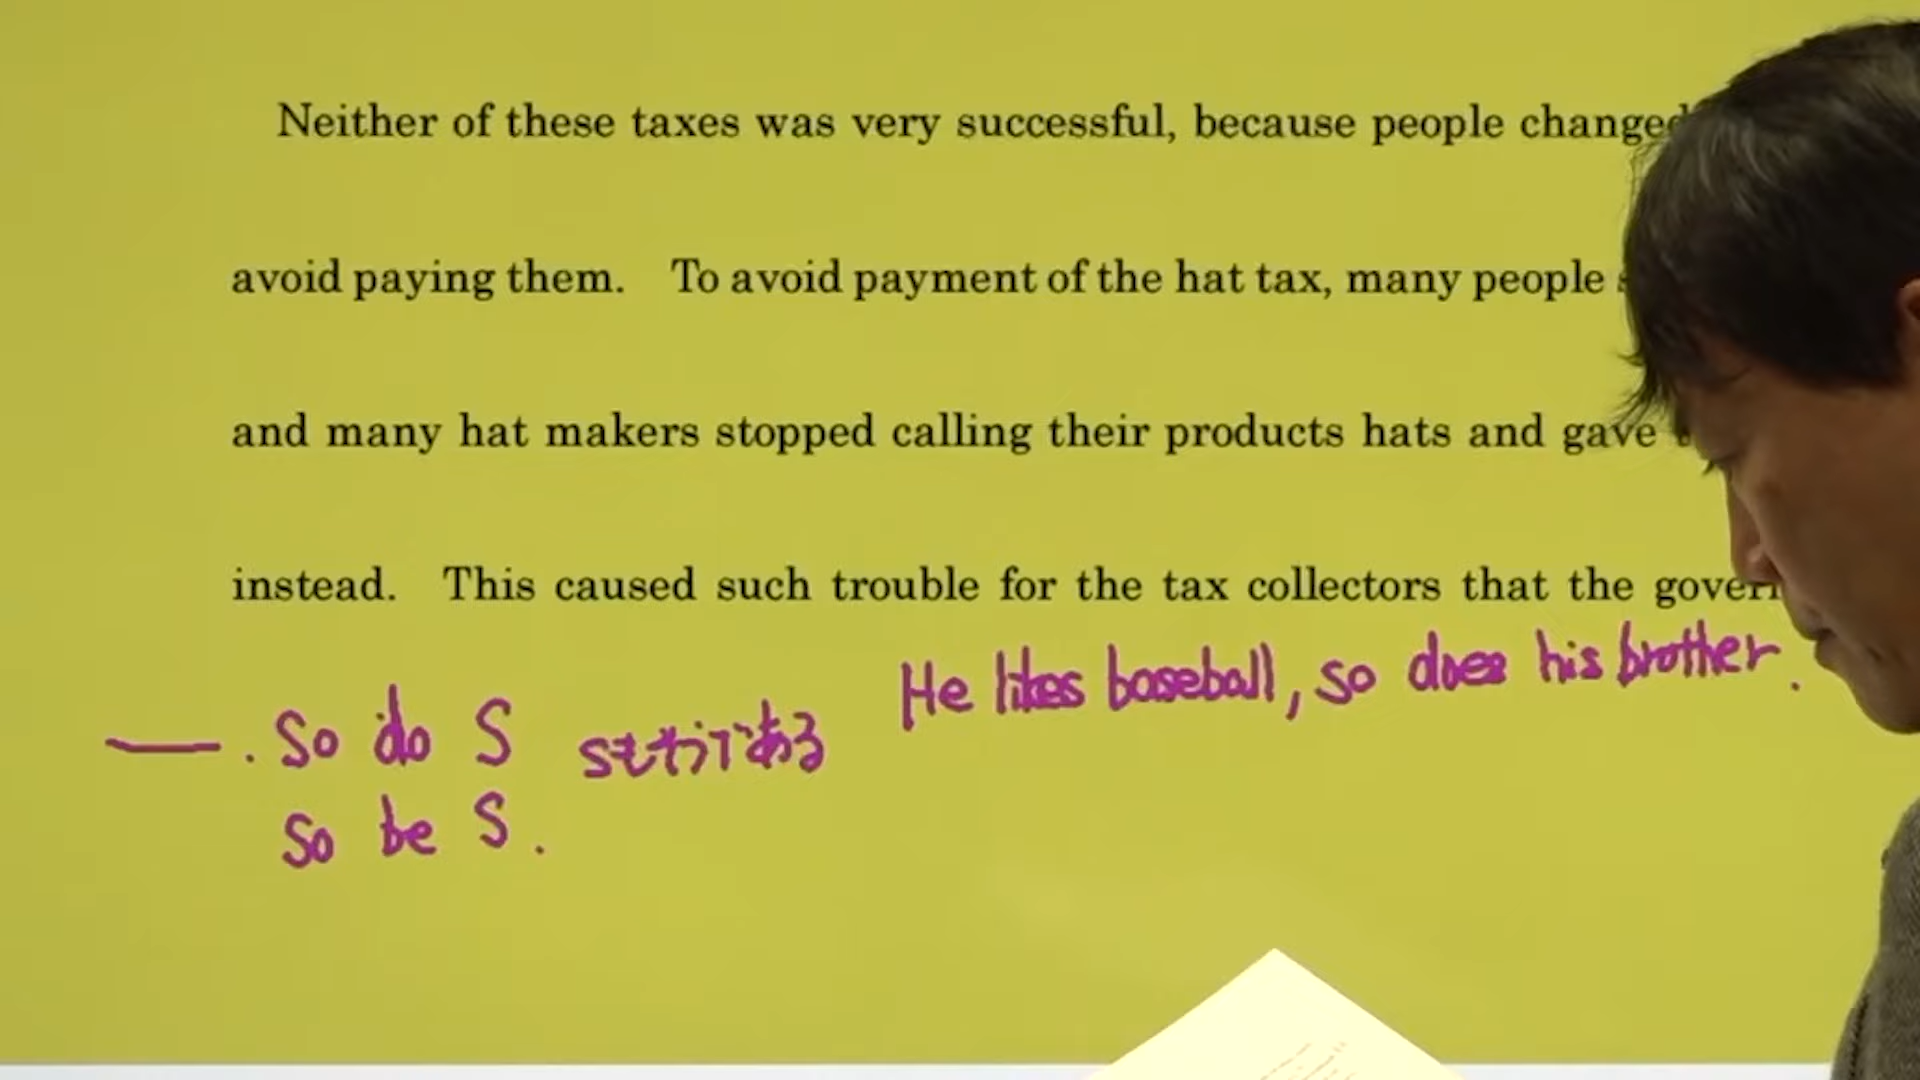 Neither of these taxes was very successful, because people changed
avoid paying them. To avoid payment of the hat tax, many people
and many hat makers stopped calling their products hats and gave
instead. This caused such trouble for the tax collectors that the
He likes baseball, so does his brother.
. So do S Sもそうである
So be S.